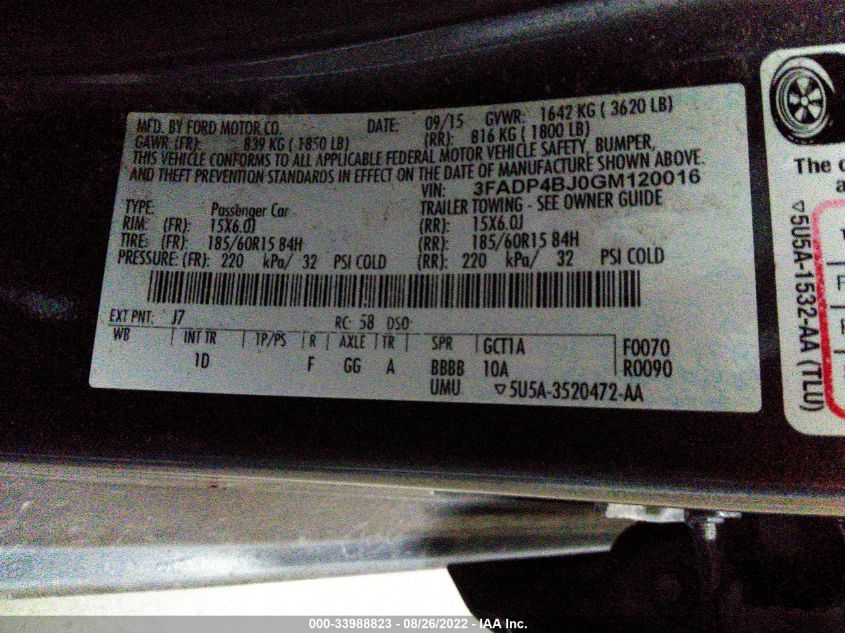 MFD. BY FORD MOTOR CO. DATE: 09/15 GVWR: 1642 KG ( 3620 LB)
GAWR: (FR): 839 KG ( 1850 LB) (RR): 816 KG ( 1800 LB)
THIS VEHICLE CONFORMS TO ALL APPLICABLE FEDERAL MOTOR VEHICLE SAFETY, BUMPER,
AND THEFT PREVENTION STANDARDS IN EFFECT ON THE DATE OF MANUFACTURE SHOWN ABOVE.
VIN: 3FADP4BJ0GM120016
TYPE: Passenger Car TRAILER TOWING - SEE OWNER GUIDE
RIM: (FR): 15X6.0J (RR): 15X6.0J
TIRE: (FR): 185/60R15 84H (RR): 185/60R15 84H
PRESSURE: (FR): 220 kPa/ 32 PSI COLD (RR): 220 kPa/ 32 PSI COLD
EXT PNT: J7 RC: 58 DSO:
WB INT TR TP/PS R AXLE TR SPR GCT1A F0070
1D F GG A BBBB 10A R0090
UMU ▽5U5A-3520472-AA
The
▽5U5A-1532-AA (TLU)
000-33988823 - 08/26/2022 - IAA Inc.